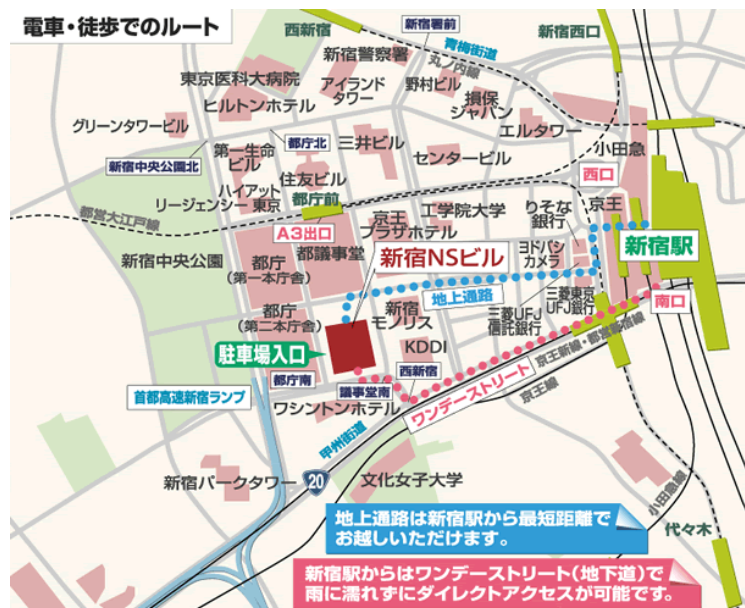 電車・徒歩でのルート
新宿署前
西新宿
青梅街道
新宿西口
新宿警察署
丸ノ内線
東京医科大病院
アイランド
タワー
野村ビル
損保
ジャパン
ヒルトンホテル
グリーンタワービル
エルタワー
小田急
新宿中央公園北
第一生命
ビル
都庁北
三井ビル
センタービル
住友ビル
西口
ハイアット
リージェンシー 東京
都庁前
都営大江戸線
A3出口
京王
プラザホテル
工学院大学
りそな
銀行
京王
新宿駅
都議事堂
新宿中央公園
都庁
(第一本庁舎)
新宿NSビル
ヨドバシ
カメラ
地上通路
三菱東京
UFJ銀行
南口
都庁
(第二本庁舎)
新宿
モノリス
三菱UFJ
信託銀行
駐車場入口
KDDI
京王新線・都営新宿線
都庁南
西新宿
京王線
首都高速新宿ランプ
議事堂南
ワシントンホテル
ワンデーストリート
甲州街道
新宿パークタワー
20
文化女子大学
小田急線
代々木
地上通路は新宿駅から最短距離で
お越しいただけます。
新宿駅からはワンデーストリート(地下道)で
雨に濡れずにダイレクトアクセスが可能です。